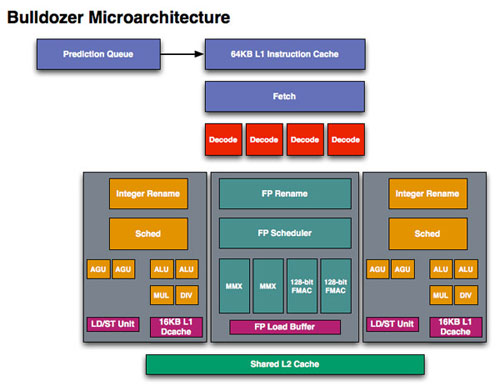 Bulldozer Microarchitecture
Prediction Queue
64KB L1 Instruction Cache
Fetch
Decode Decode Decode Decode
Integer Rename
Sched
AGU AGU ALU ALU
MUL DIV
LD/ST Unit
16KB L1
Dcache
FP Rename
FP Scheduler
MMX
MMX
128-bit
FMAC
128-bit
FMAC
FP Load Buffer
Integer Rename
Sched
AGU AGU ALU ALU
MUL DIV
LD/ST Unit
16KB L1
Dcache
Shared L2 Cache